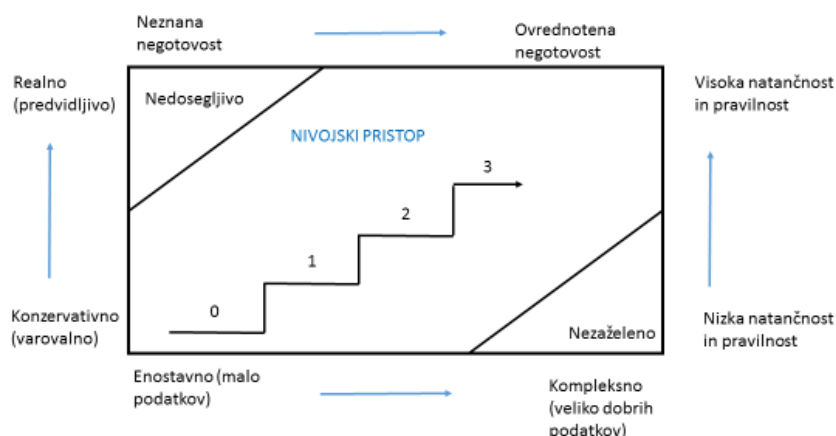 Neznana
negotovost
Ovrednotena
negotovost
Realno
(predvidljivo)
Nedosegljivo
Visoka natančnost
in pravilnost
NIVOJSKI PRISTOP
3
2
1
0
Konzervativno
(varovalno)
Nezaželeno
Nizka natančnost
in pravilnost
Enostavno (malo
podatkov)
Kompleksno
(veliko dobrih
podatkov)